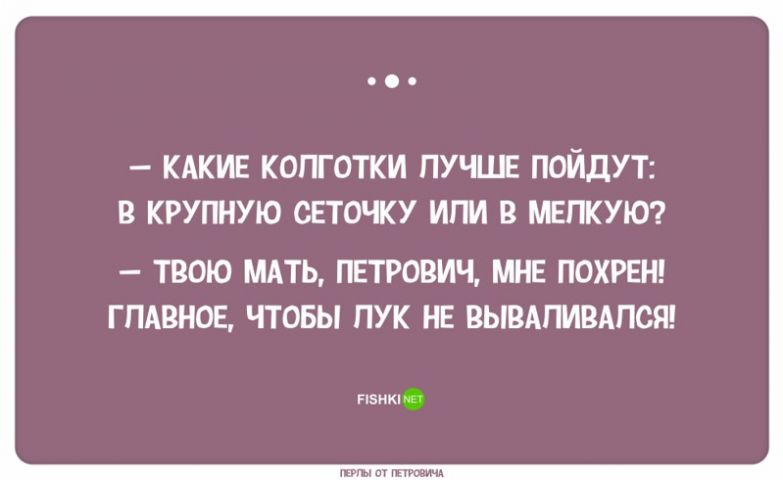 — КАКИЕ КОЛГОТКИ ЛУЧШЕ ПОЙДУТ:
В КРУПНУЮ СЕТОЧКУ ИЛИ В МЕЛКУЮ?
— ТВОЮ МАТЬ, ПЕТРОВИЧ, МНЕ ПОХРЕН!
ГЛАВНОЕ, ЧТОБЫ ЛУК НЕ ВЫВАЛИВАЛСЯ!
FISHKI NET
ПЕРЛЫ ОТ ПЕТРОВИЧА